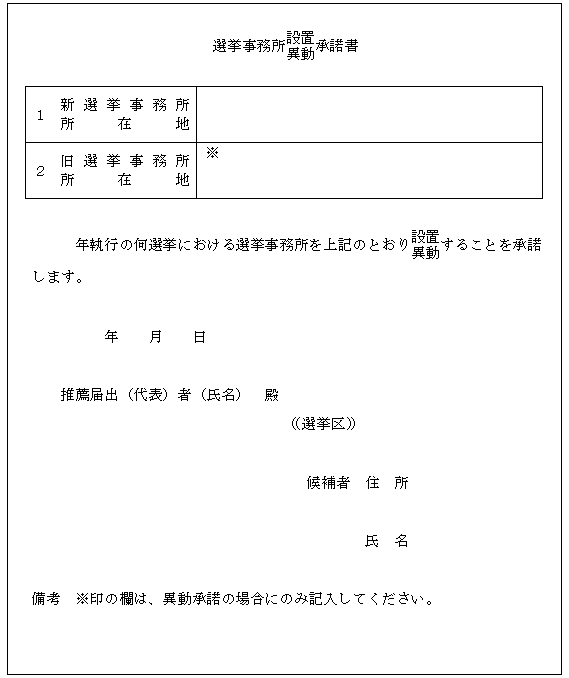 選挙事務所設置異動承諾書
1 新選挙事務所
所在地
2 旧選挙事務所
所在地
※
年執行の何選挙における選挙事務所を上記のとおり設置異動することを承諾
します。
年 月 日
推薦届出（代表）者（氏名） 殿
((選挙区))
候補者 住 所
氏 名
備考 ※印の欄は、異動承諾の場合にのみ記入してください。